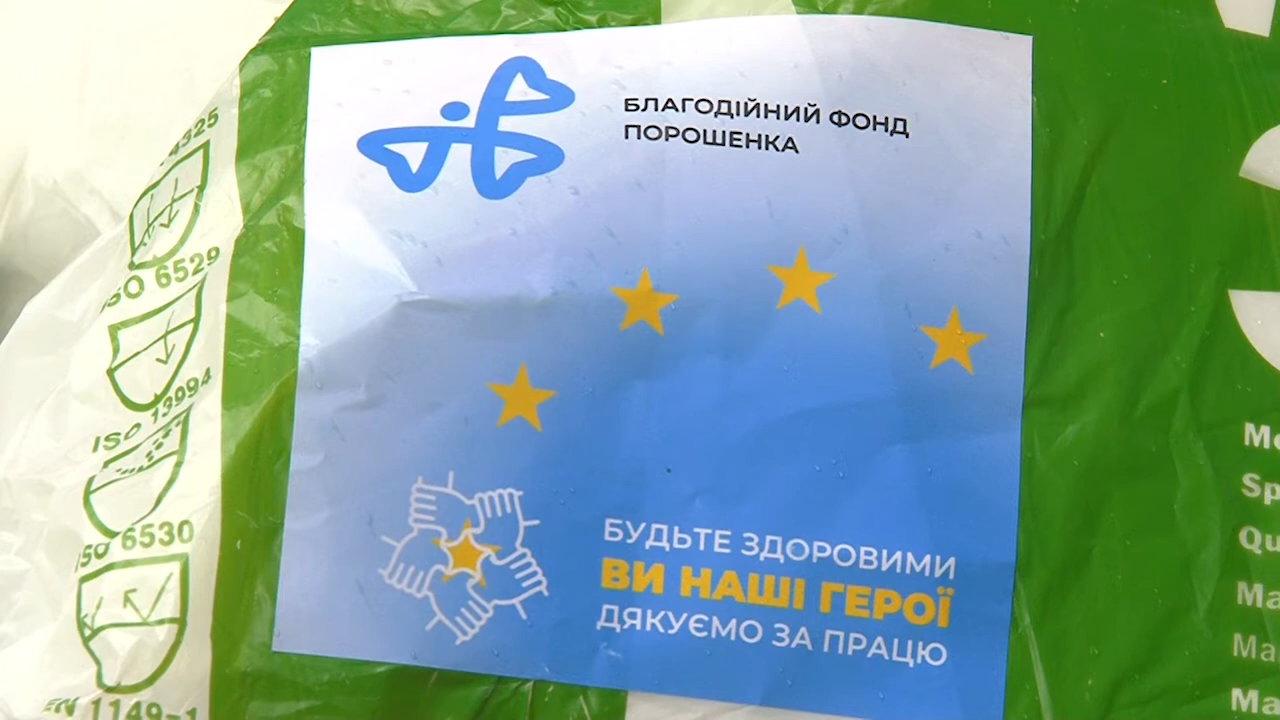 БЛАГОДІЙНИЙ ФОНД
ПОРОШЕНКА
БУДЬТЕ ЗДОРОВИМИ
ВИ НАШІ ГЕРОЇ
ДЯКУЄМО ЗА ПРАЦЮ
ISO 6529
ISO 13994
ISO 6530
EN 1149-1